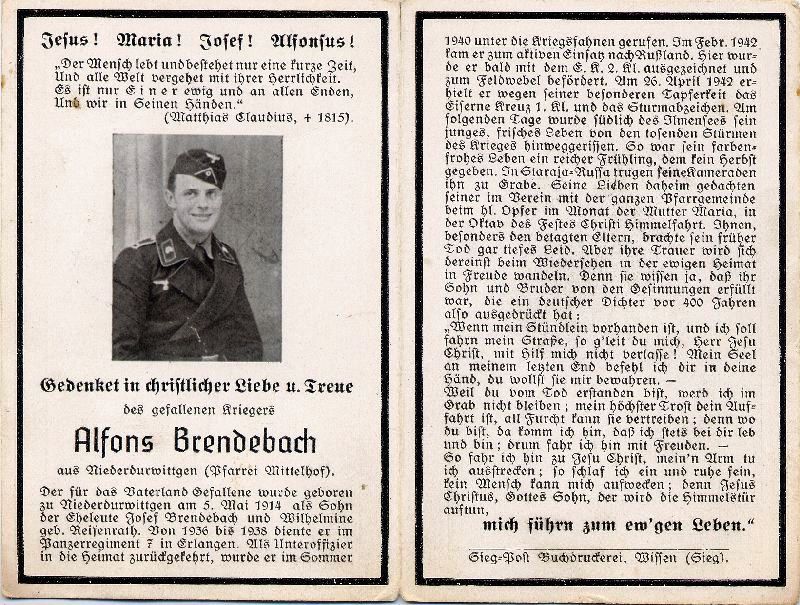 Jesus! Maria! Josef! Alfonsus!
„Der Mensch lebt und bestehet nur eine kurze Zeit,
Und alle Welt vergehet mit ihrer Herrlichkeit.
Es ist nur Einer ewig und an allen Enden,
Und wir in Seinen Händen.“
(Matthias Claudius, + 1815).
Gedenket in christlicher Liebe u. Treue
des gefallenen Kriegers
Alfons Brendebach
aus Niederdurwittgen (Pfarrei Mittelhof).
Der für das Vaterland Gefallene wurde geboren
zu Niederdurwittgen am 5. Mai 1914 als Sohn
der Eheleute Josef Brendebach und Wilhelmine
geb. Reifenrath. Von 1936 bis 1938 diente er im
Panzerregiment 7 in Erlangen. Als Unteroffizier
in die Heimat zurückgekehrt, wurde er im Sommer
1940 unter die Kriegsfahnen gerufen. Im Febr. 1942
kam er zum aktiven Einsatz nach Rußland. Hier wur-
de er bald mit dem E. K. 2. Kl. ausgezeichnet und
zum Feldwebel befördert. Am 26. April 1942 er-
hielt er wegen seiner besonderen Tapferkeit das
Eiserne Kreuz 1. Kl. und das Sturmabzeichen. Am
folgenden Tage wurde südlich des Ilmensees sein
junges, frisches Leben von den tosenden Stürmen
des Krieges hinweggerissen. So war sein farben-
frohes Leben ein reicher Frühling, dem kein Herbst
gegeben. In Staraja-Russa trugen seine Kameraden
ihn zu Grabe. Seine Lieben daheim gedachten
seiner im Verein mit der ganzen Pfarrgemeinde
beim hl. Opfer im Monat der Mutter Maria, in
der Oktav des Festes Christi Himmelfahrt. Ihnen,
besonders den betagten Eltern, brachte sein früher
Tod gar tiefes Leid. Aber ihre Trauer wird sich
dereinst beim Wiedersehen in der ewigen Heimat
in Freude wandeln. Denn sie wissen ja, daß ihr
Sohn und Bruder von den Gesinnungen erfüllt
war, die ein deutscher Dichter vor 400 Jahren
also ausgedrückt hat:
„Wenn mein Stündlein vorhanden ist, und ich soll
fahrn mein Straße, so g'leit du mich, Herr Jesu
Christ, mit Hilf mich nicht verlasse! Mein Seel
an meinem letzten End befehl ich dir in deine
Händ, du wollst sie mir bewahren. —
Weil du vom Tod erstanden bist, werd ich im
Grab nicht bleiben; mein höchster Trost dein Auf-
fahrt ist, all Furcht kann sie vertreiben; denn wo
du bist, da komm ich hin, daß ich stets bei dir leb
und bin; drum fahr ich hin mit Freuden. —
So fahr ich hin zu Jesu Christ, mein'n Arm tu
ich ausstrecken; so schlaf ich ein und ruhe sein,
kein Mensch kann mich aufwecken; denn Jesus
Christus, Gottes Sohn, der wird die Himmelstür
auftun,
mich führn zum ew'gen Leben.“
Sieg-Post Buchdruckerei, Wissen (Sieg).